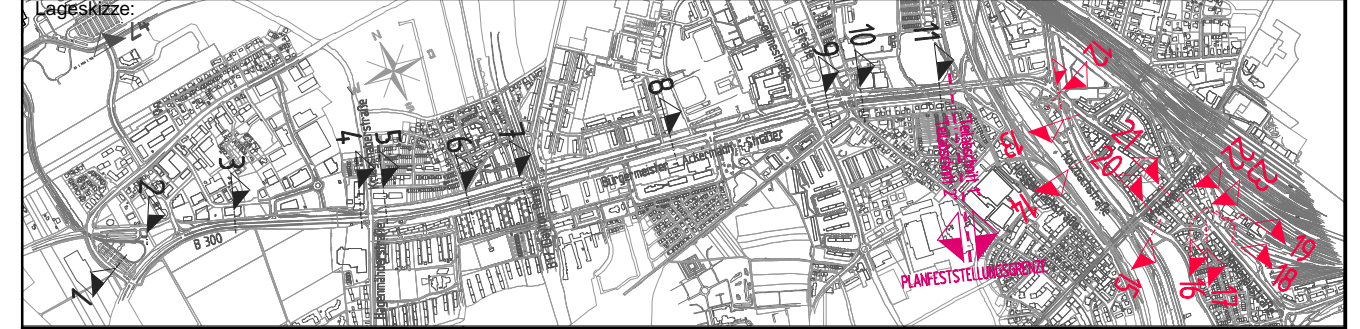 Lageskizze:
47
N
O
S
W
1
2
3
4
5
6
7
8
9
10
11
12
13
14
15
16
17
18
19
20
21
22
23
B 300
Bürgermeister - Ackermann - Straße
Teilabschnitt 1
Teilabschnitt 2
PLANFESTSTELLUNGSGRENZE